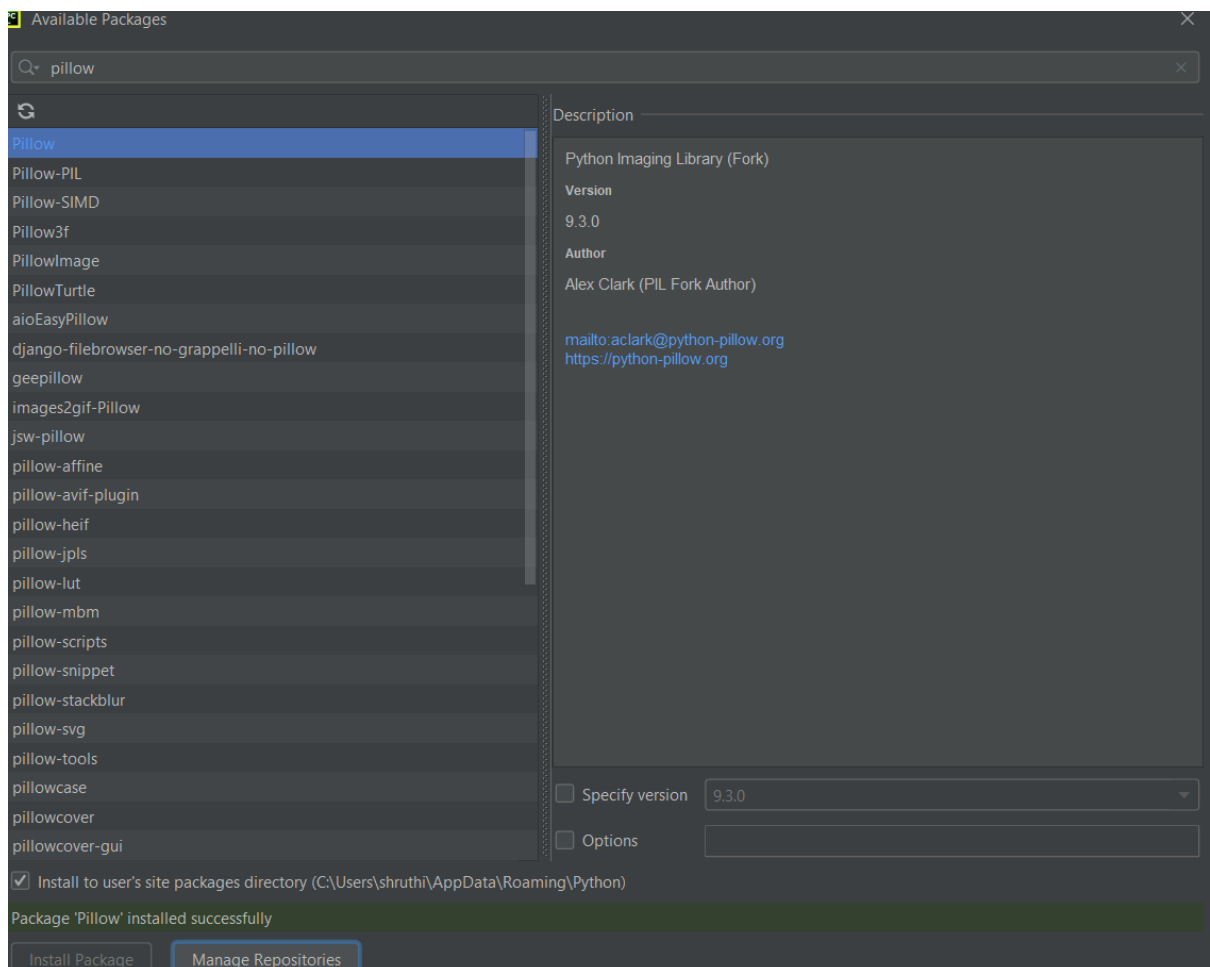 Available Packages
pillow
Description
Pillow
Pillow-PIL
Pillow-SIMD
Pillow3f
PillowImage
PillowTurtle
aioEasyPillow
django-filebrowser-no-grappelli-no-pillow
geepillow
images2gif-Pillow
jsw-pillow
pillow-affine
pillow-avif-plugin
pillow-heif
pillow-jpls
pillow-lut
pillow-mbm
pillow-scripts
pillow-snippet
pillow-stackblur
pillow-svg
pillow-tools
pillowcase
pillowcover
pillowcover-gui
Python Imaging Library (Fork)
Version
9.3.0
Author
Alex Clark (PIL Fork Author)
mailto:aclark@python-pillow.org
https://python-pillow.org
Specify version 9.3.0
Options
Install to user's site packages directory (C:\Users\shruthi\AppData\Roaming\Python)
Package 'Pillow' installed successfully
Install Package Manage Repositories